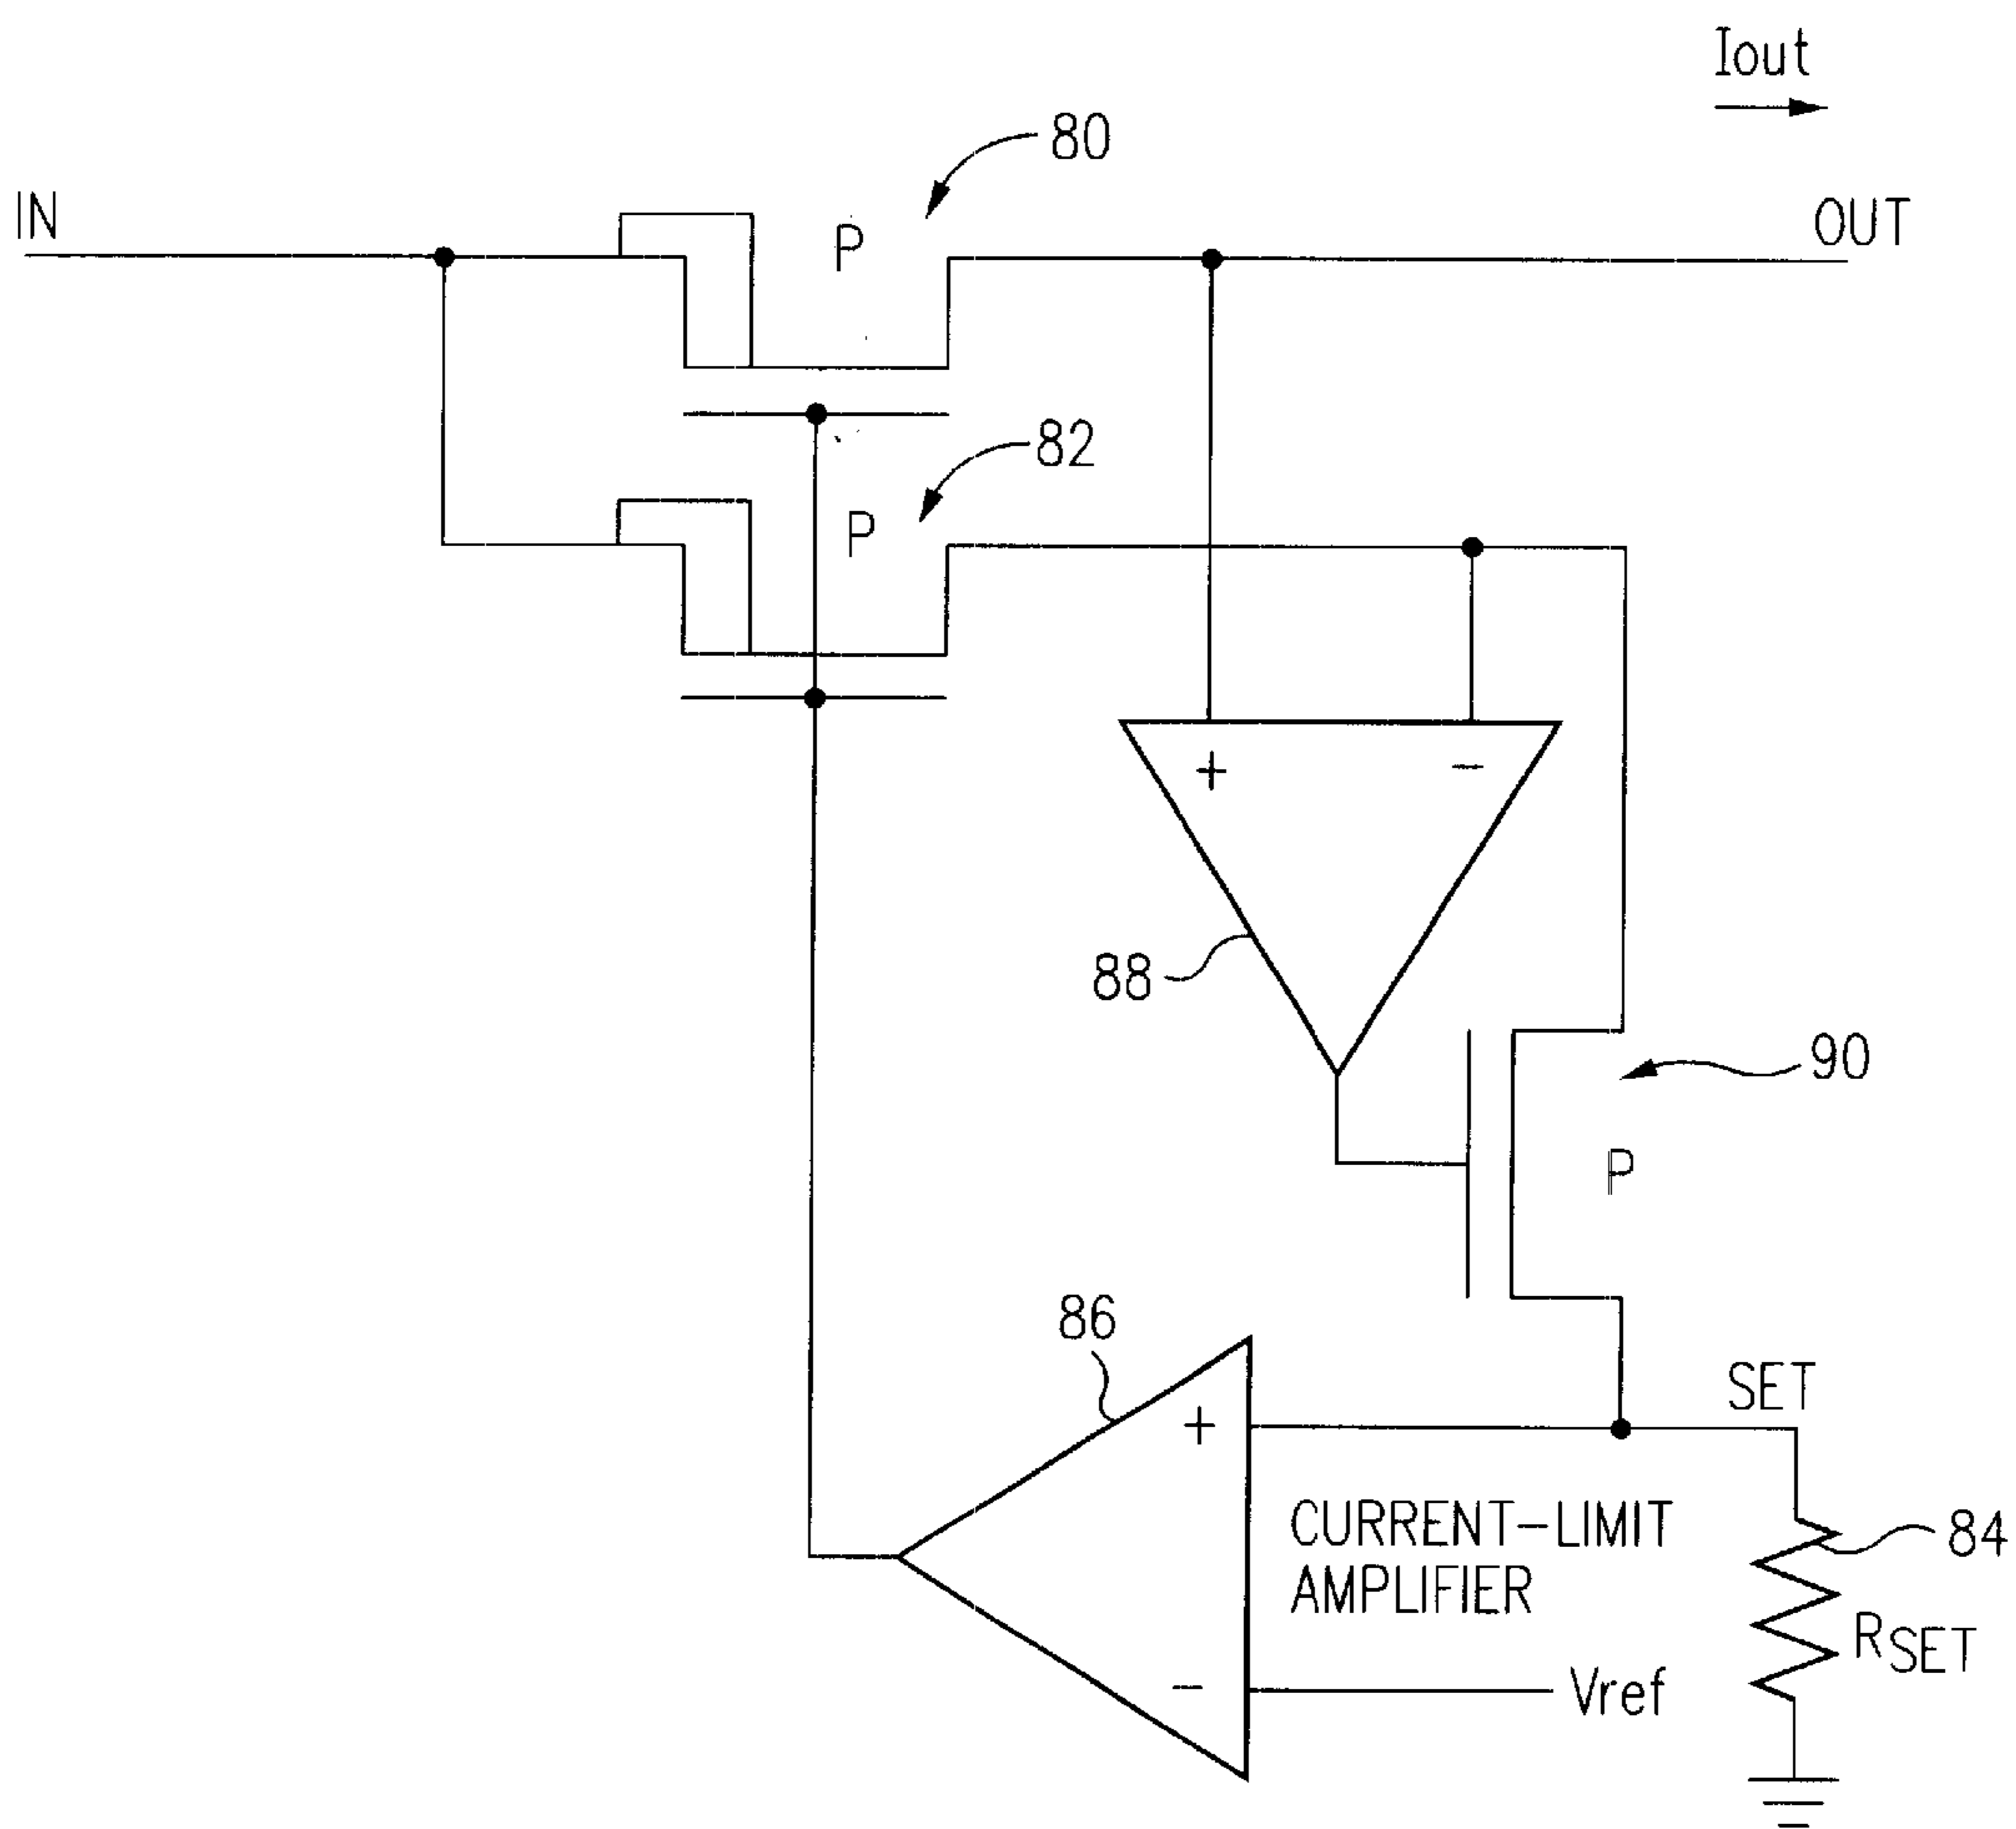 Iout
80
IN
P
OUT
82
P
+
−
88
90
P
86
SET
+
CURRENT-LIMIT
AMPLIFIER
84
RSET
−
Vref